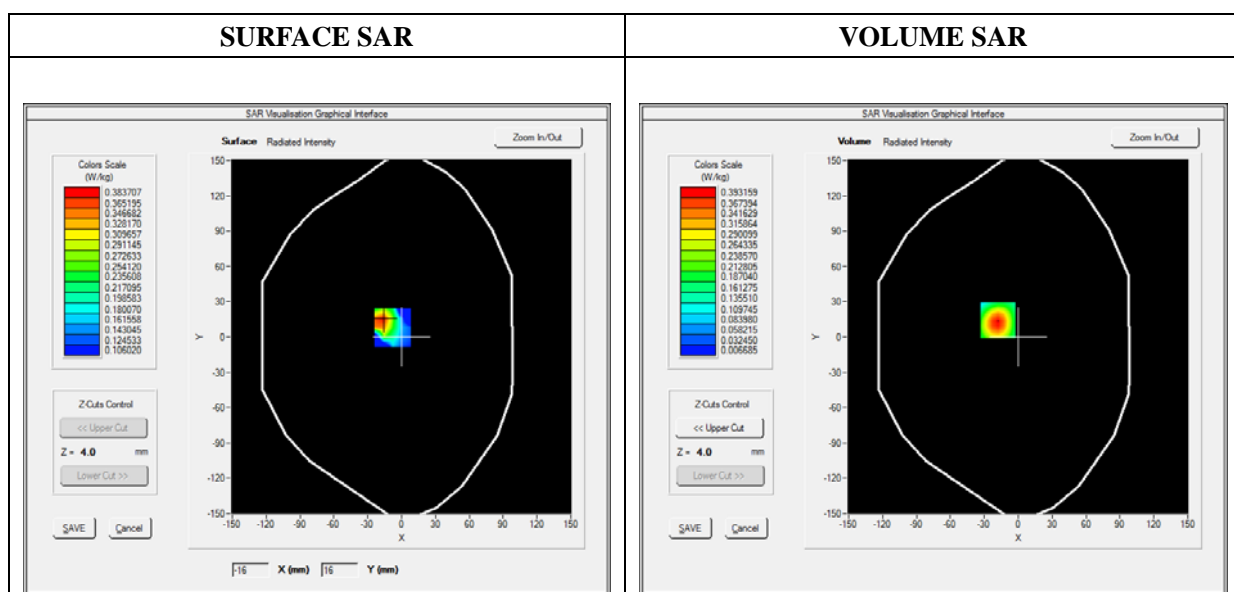 SURFACE SAR
VOLUME SAR
SAR Visualisation Graphical Interface
Surface Radiated Intensity
Zoom In/Out
Colors Scale
(W/kg)
0.383707
0.365195
0.346682
0.328170
0.309657
0.291145
0.272633
0.254120
0.235608
0.217095
0.198583
0.180070
0.161558
0.143045
0.124533
0.106020
Z-Cuts Control
<< Upper Cut
Z = 4.0 mm
Lower Cut >>
SAVE Cancel
150
120
90
60
30
0
-30
-60
-90
-120
-150
Y
-150 -120 -90 -60 -30 0 30 60 90 120 150
X
-16 X (mm) 16 Y (mm)
SAR Visualisation Graphical Interface
Volume Radiated Intensity
Zoom In/Out
Colors Scale
(W/kg)
0.393159
0.367394
0.341629
0.315864
0.290099
0.264335
0.238570
0.212805
0.187040
0.161275
0.135510
0.109745
0.083980
0.058215
0.032450
0.006685
Z-Cuts Control
<< Upper Cut
Z = 4.0 mm
Lower Cut >>
SAVE Cancel
150
120
90
60
30
0
-30
-60
-90
-120
-150
Y
-150 -120 -90 -60 -30 0 30 60 90 120 150
X